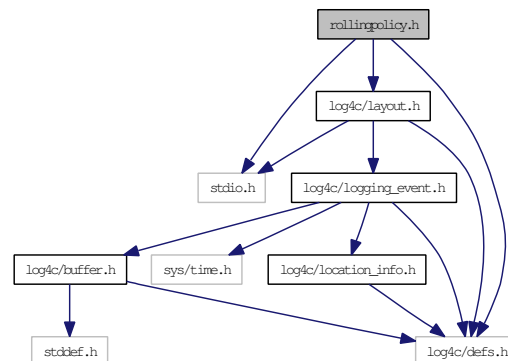 rollingpolicy.h
log4c/layout.h
stdio.h
log4c/logging_event.h
log4c/buffer.h
sys/time.h
log4c/location_info.h
stddef.h
log4c/defs.h